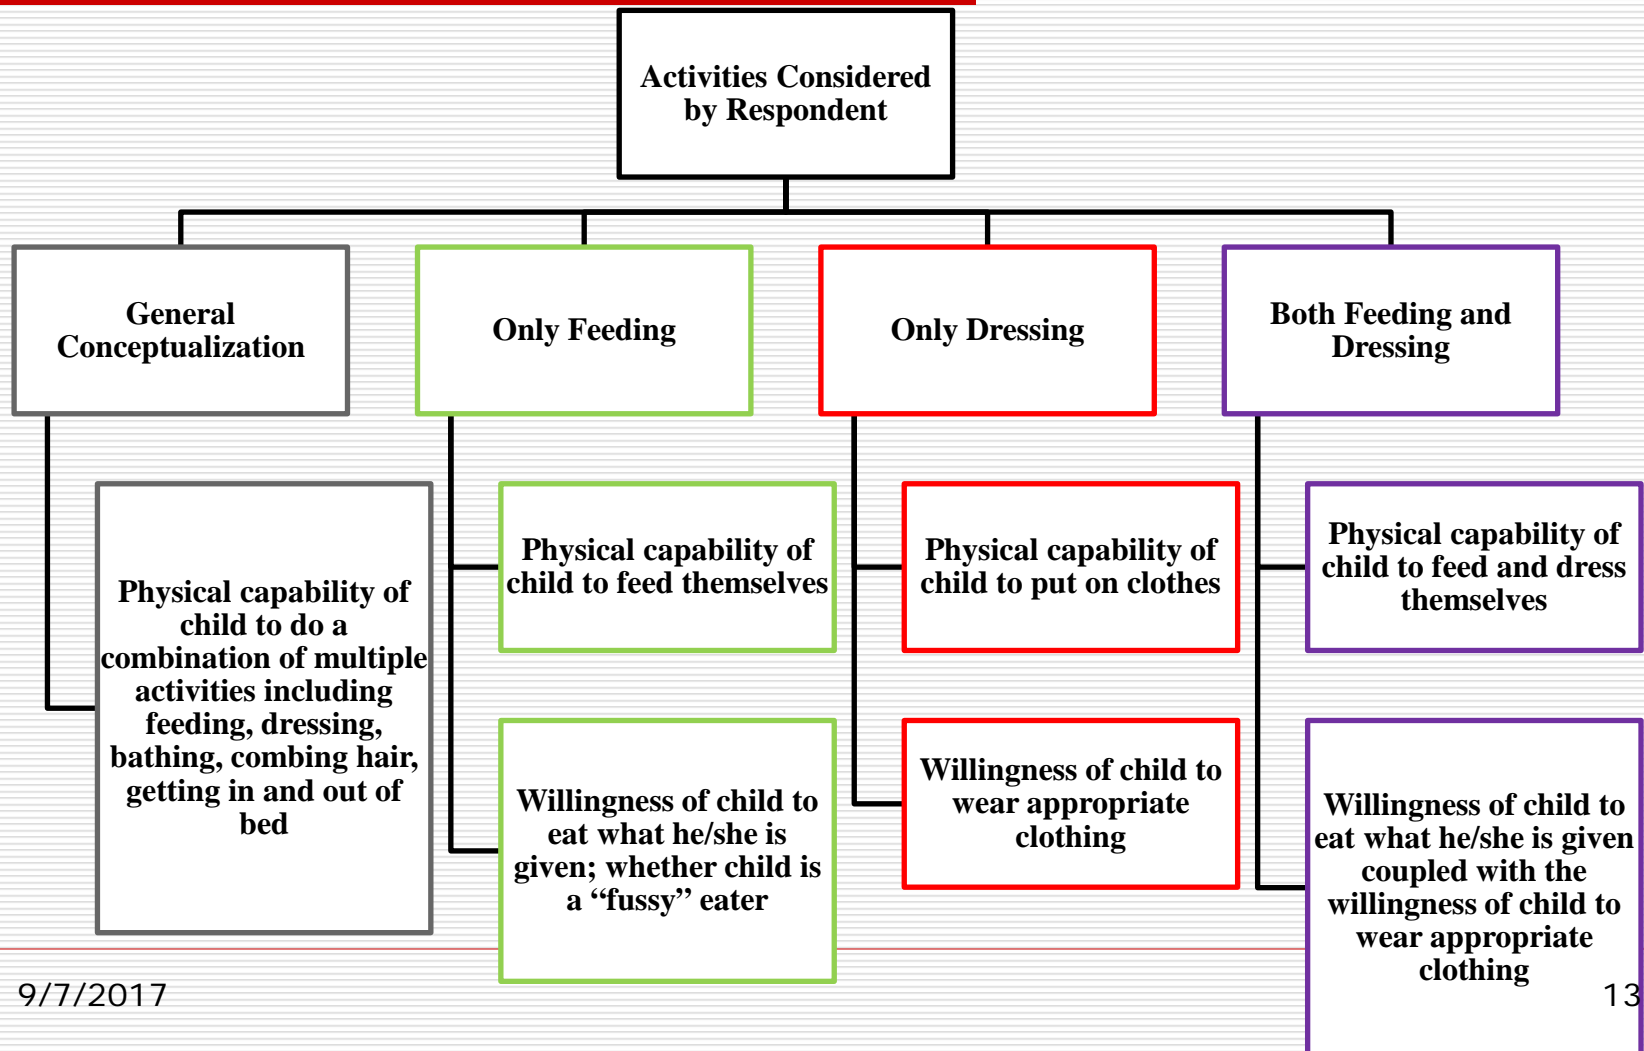 Activities Considered
by Respondent
General
Conceptualization
Only Feeding
Only Dressing
Both Feeding and
Dressing
Physical capability of
child to do a
combination of multiple
activities including
feeding, dressing,
bathing, combing hair,
getting in and out of
bed
Physical capability of
child to feed themselves
Willingness of child to
eat what he/she is
given; whether child is
a “fussy” eater
Physical capability of
child to put on clothes
Willingness of child to
wear appropriate
clothing
Physical capability of
child to feed and dress
themselves
Willingness of child to
eat what he/she is given
coupled with the
willingness of child to
wear appropriate
clothing
9/7/2017
13